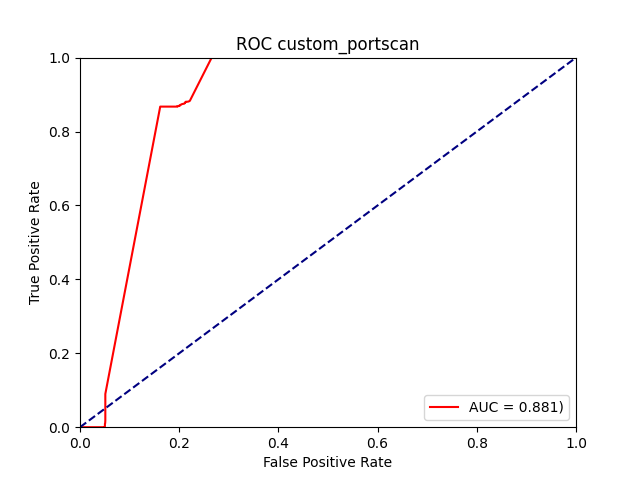 ROC custom_portscan
True Positive Rate
1.0
0.8
0.6
0.4
0.2
0.0
AUC = 0.881)
0.0 0.2 0.4 0.6 0.8 1.0
False Positive Rate